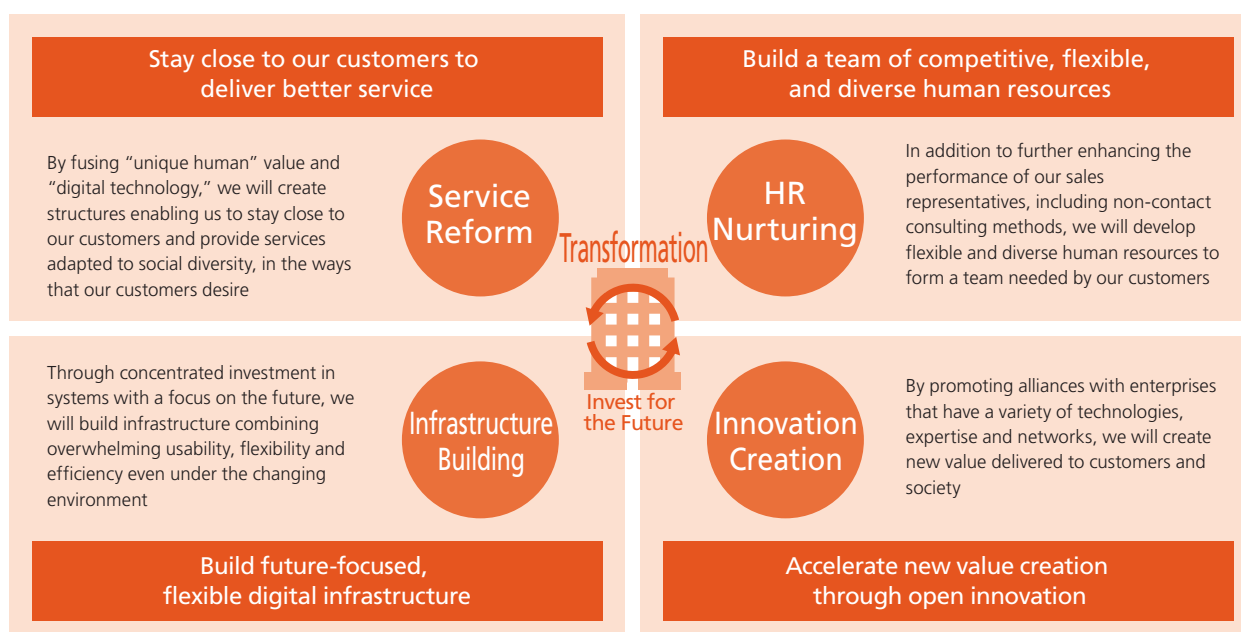 Stay close to our customers to
deliver better service
By fusing “unique human” value and
“digital technology,” we will create
structures enabling us to stay close to
our customers and provide services
adapted to social diversity, in the ways
that our customers desire
Service
Reform
Build a team of competitive, flexible,
and diverse human resources
HR
Nurturing
In addition to further enhancing the
performance of our sales
representatives, including non-contact
consulting methods, we will develop
flexible and diverse human resources to
form a team needed by our customers
Transformation
Invest for
the Future
Through concentrated investment in
systems with a focus on the future, we
will build infrastructure combining
overwhelming usability, flexibility and
efficiency even under the changing
environment
Infrastructure
Building
Build future-focused,
flexible digital infrastructure
Innovation
Creation
By promoting alliances with enterprises
that have a variety of technologies,
expertise and networks, we will create
new value delivered to customers and
society
Accelerate new value creation
through open innovation